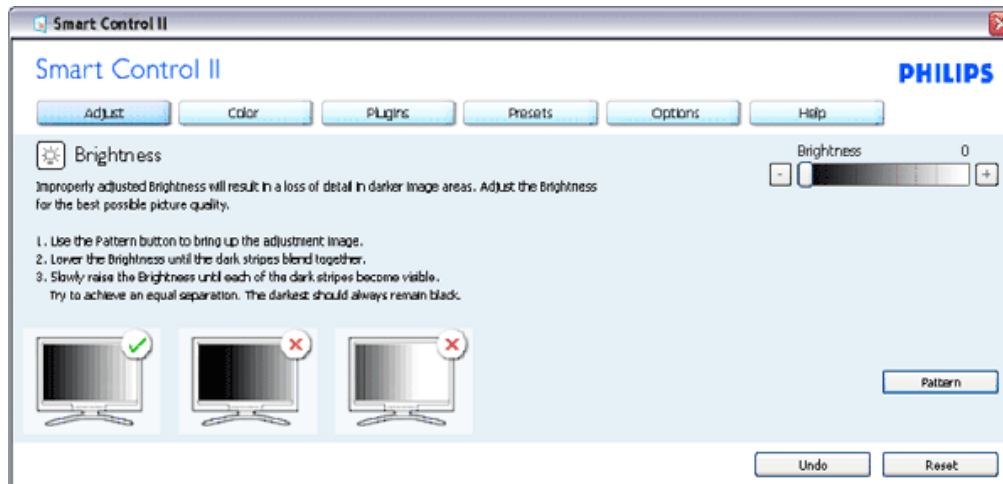 Smart Control II
Smart Control II
PHILIPS
Adjust Color Plugins Presets Options Help
Brightness
Brightness 0
Improperly adjusted Brightness will result in a loss of detail in darker image areas. Adjust the Brightness
for the best possible picture quality.
- +
1. Use the Pattern button to bring up the adjustment image.
2. Lower the Brightness until the dark stripes blend together.
3. Slowly raise the Brightness until each of the dark stripes become visible.
Try to achieve an equal separation. The darkest should always remain black.
Pattern
Undo Reset